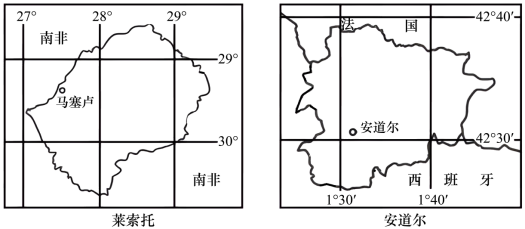 27° 28° 29°
南非
29°
马塞卢
30°
南非
莱索托
法 国
42°40′
安道尔
42°30′
西 班 牙
1°30′ 1°40′
安道尔